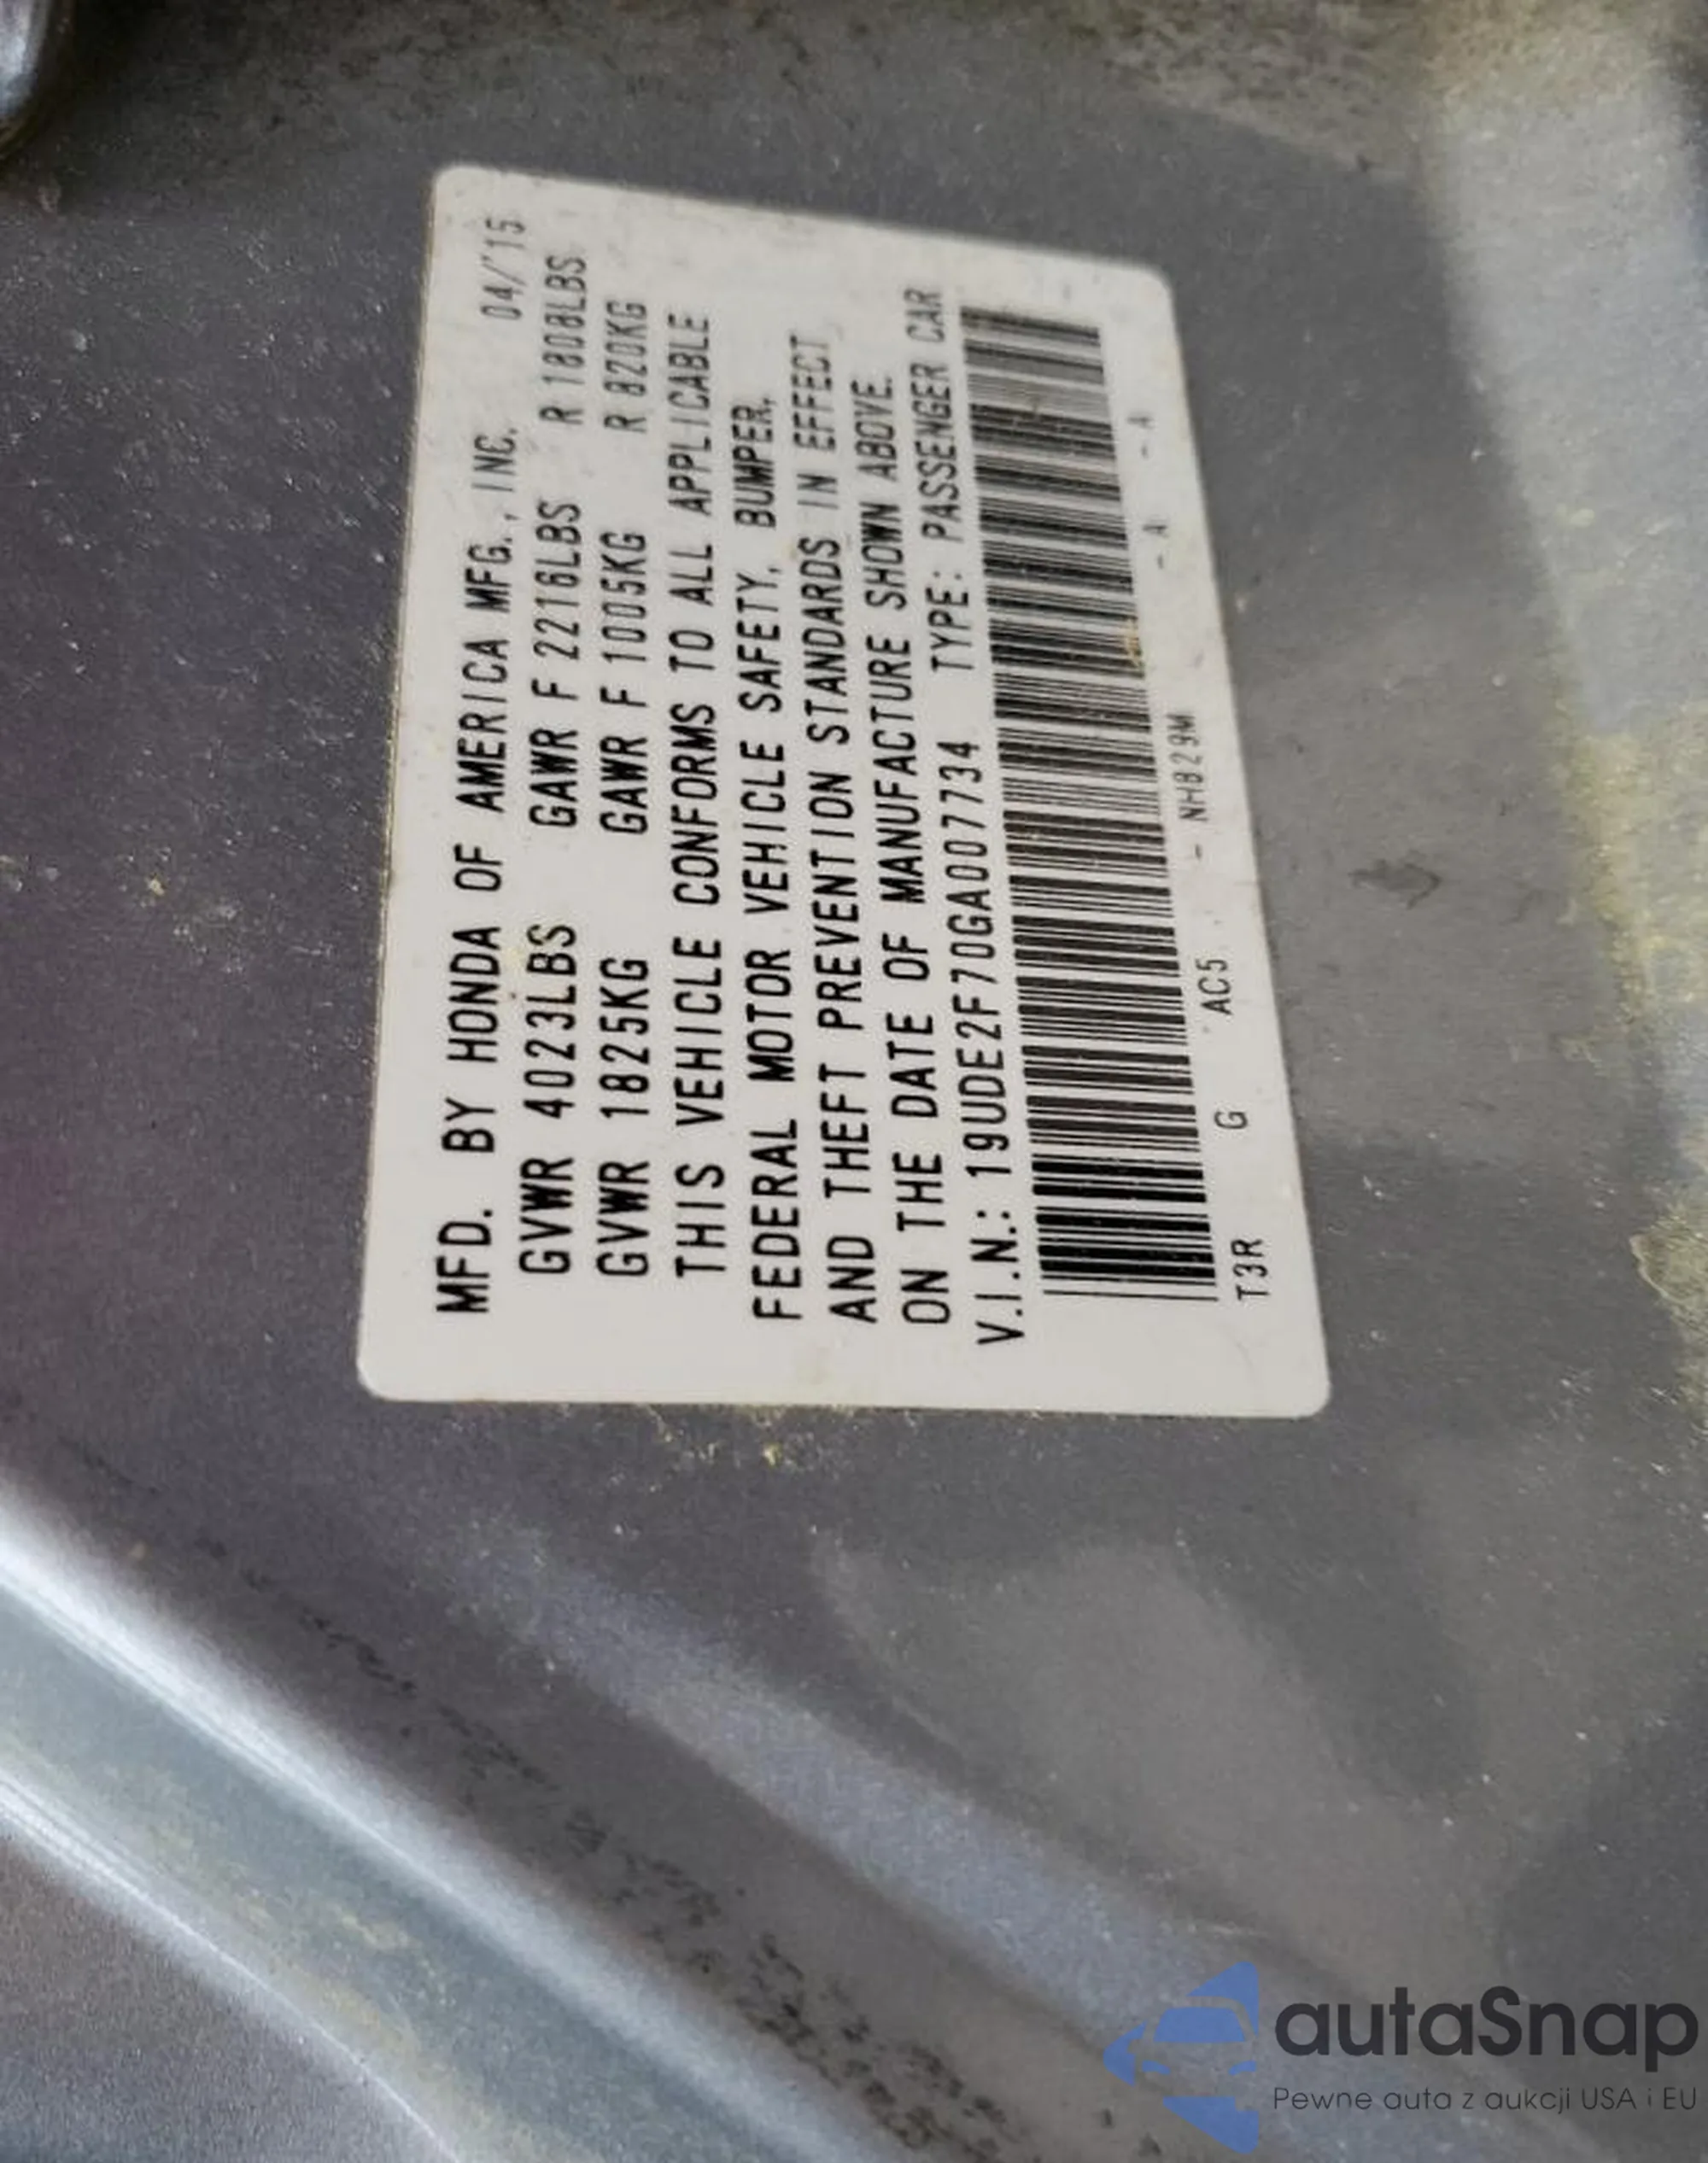 MFD. BY HONDA OF AMERICA MFG., INC. 04/'15
GVWR 4023LBS GAWR F 2216LBS R 1808LBS
GVWR 1825KG GAWR F 1005KG R 820KG
THIS VEHICLE CONFORMS TO ALL APPLICABLE
FEDERAL MOTOR VEHICLE SAFETY, BUMPER,
AND THEFT PREVENTION STANDARDS IN EFFECT
ON THE DATE OF MANUFACTURE SHOWN ABOVE.
V.I.N.: 19UDE2F70GA007734 TYPE: PASSENGER CAR
T3R G AC5 - NH829M - A - A
autaSnap
Pewne auta z aukcji USA i EU